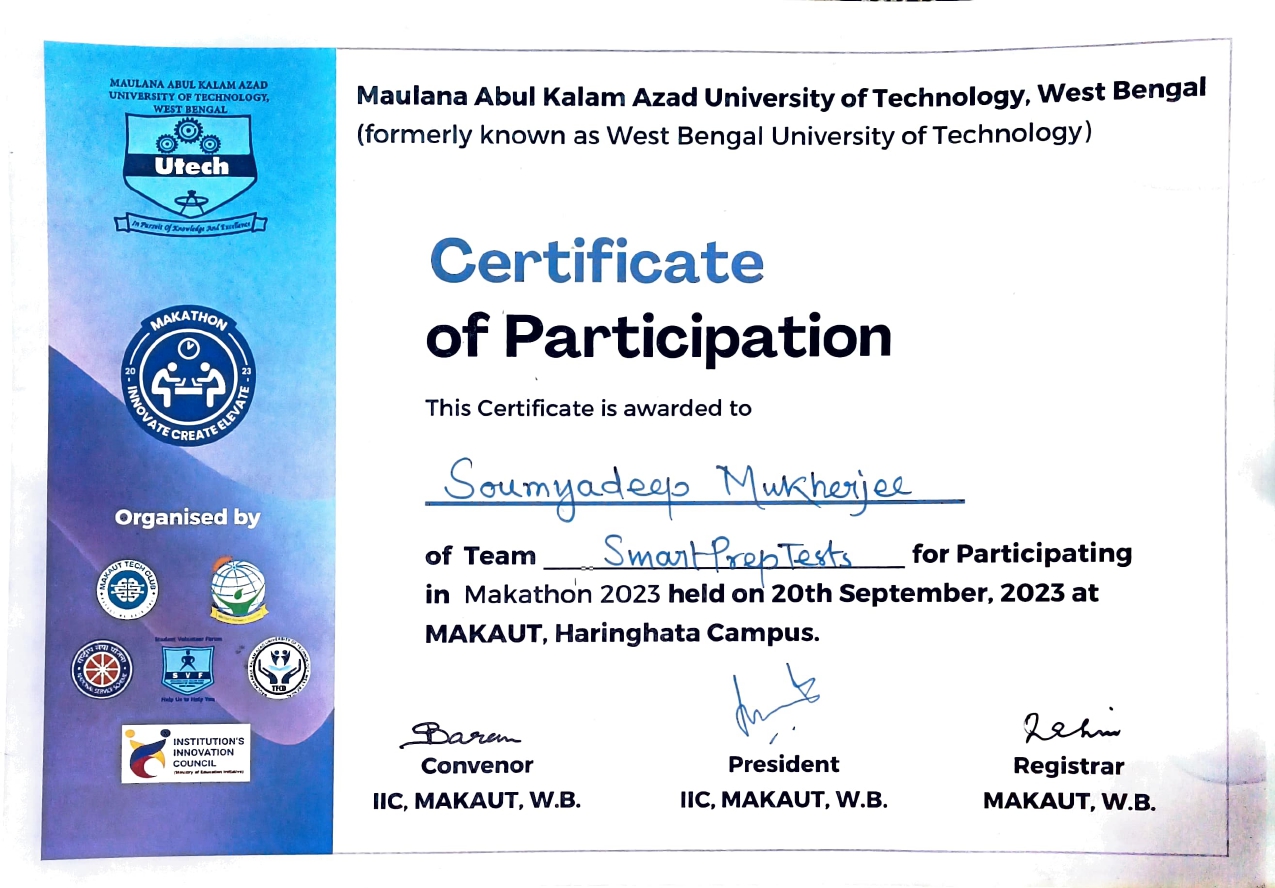 MAULANA ABUL KALAM AZAD
UNIVERSITY OF TECHNOLOGY,
WEST BENGAL
Utech
In Pursuit Of Knowledge And Excellence
MAKATHON
20 23
INNOVATE CREATE ELEVATE
Organised by
MAKAUT TECH CLUB
राष्ट्रीय सेवा योजना
NATIONAL SERVICE SCHEME
Student Volunteer Forum
SVF
Help Us to Help You
TFCB
INSTITUTION'S
INNOVATION
COUNCIL
(Ministry of Education Initiative)
Maulana Abul Kalam Azad University of Technology, West Bengal
(formerly known as West Bengal University of Technology)
Certificate
of Participation
This Certificate is awarded to
Soumyadeep Mukherjee
of Team SmartPrepTests for Participating
in Makathon 2023 held on 20th September, 2023 at
MAKAUT, Haringhata Campus.
Baran
Convenor President Registrar
IIC, MAKAUT, W.B. IIC, MAKAUT, W.B. MAKAUT, W.B.